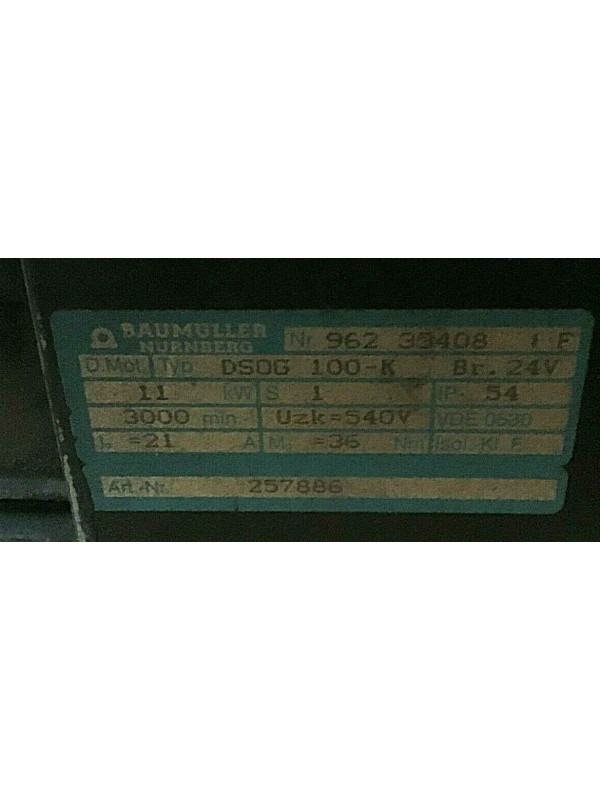 BAUMÜLLER
NÜRNBERG
Nr. 962 33408 F
D.Mot. Typ DSOG 100-K Br. 24V
11 kW S 1 IP 54
3000 min. Uzk=540V VDE 0530
=21 A M =36 Nm Isol. Kl. F
Art.-Nr. 257886